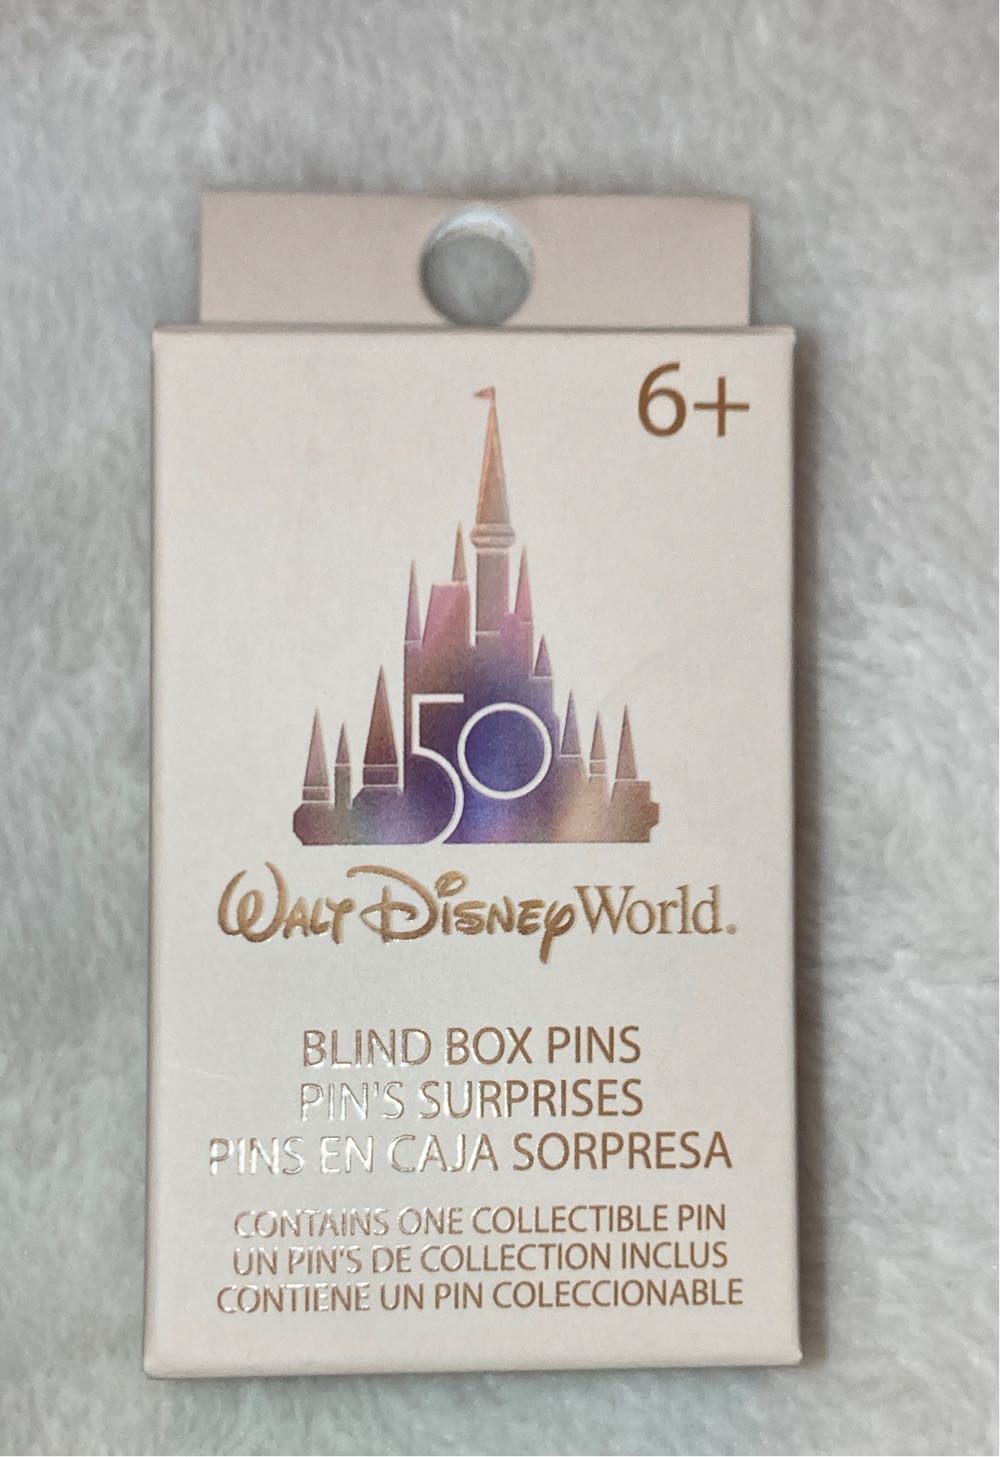 6+
50
WALT DISNEY World.
BLIND BOX PINS
PIN'S SURPRISES
PINS EN CAJA SORPRESA
CONTAINS ONE COLLECTIBLE PIN
UN PIN'S DE COLLECTION INCLUS
CONTIENE UN PIN COLECCIONABLE